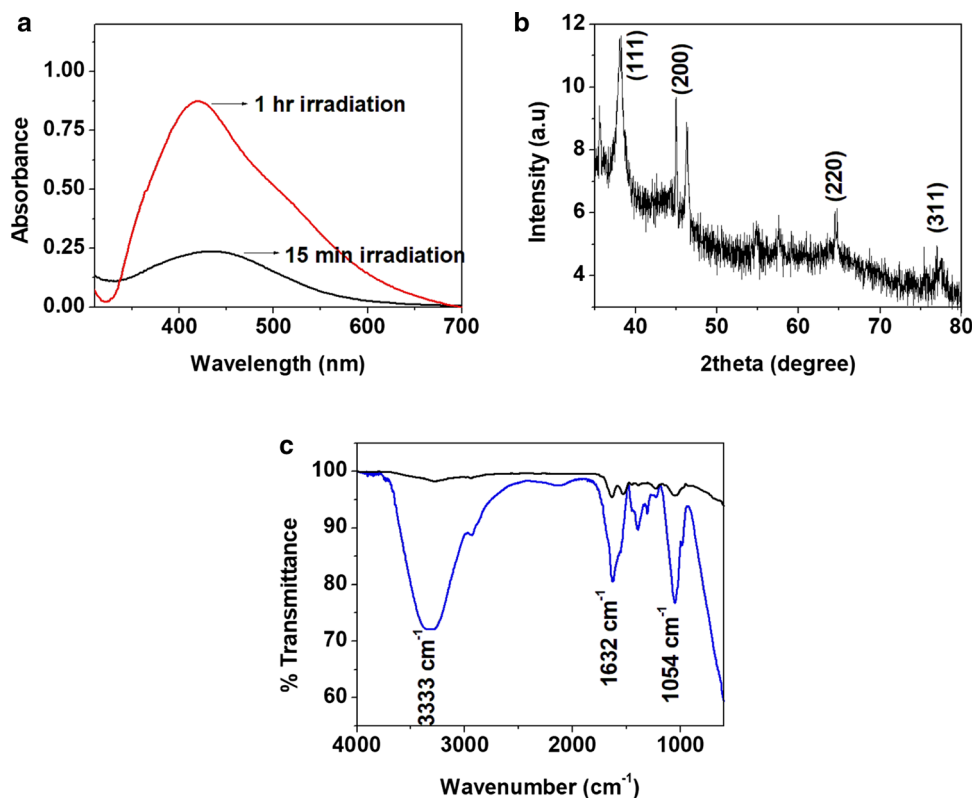 a
1.00
0.75
0.50
0.25
0.00
Absorbance
1 hr irradiation
15 min irradiation
400
500
600
700
Wavelength (nm)
b
12
10
8
6
4
Intensity (a.u)
(111)
(200)
(220)
(311)
40
50
60
70
80
2theta (degree)
c
100
90
80
70
60
% Transmittance
3333 cm⁻¹
1632 cm⁻¹
1054 cm⁻¹
4000
3000
2000
1000
Wavenumber (cm⁻¹)